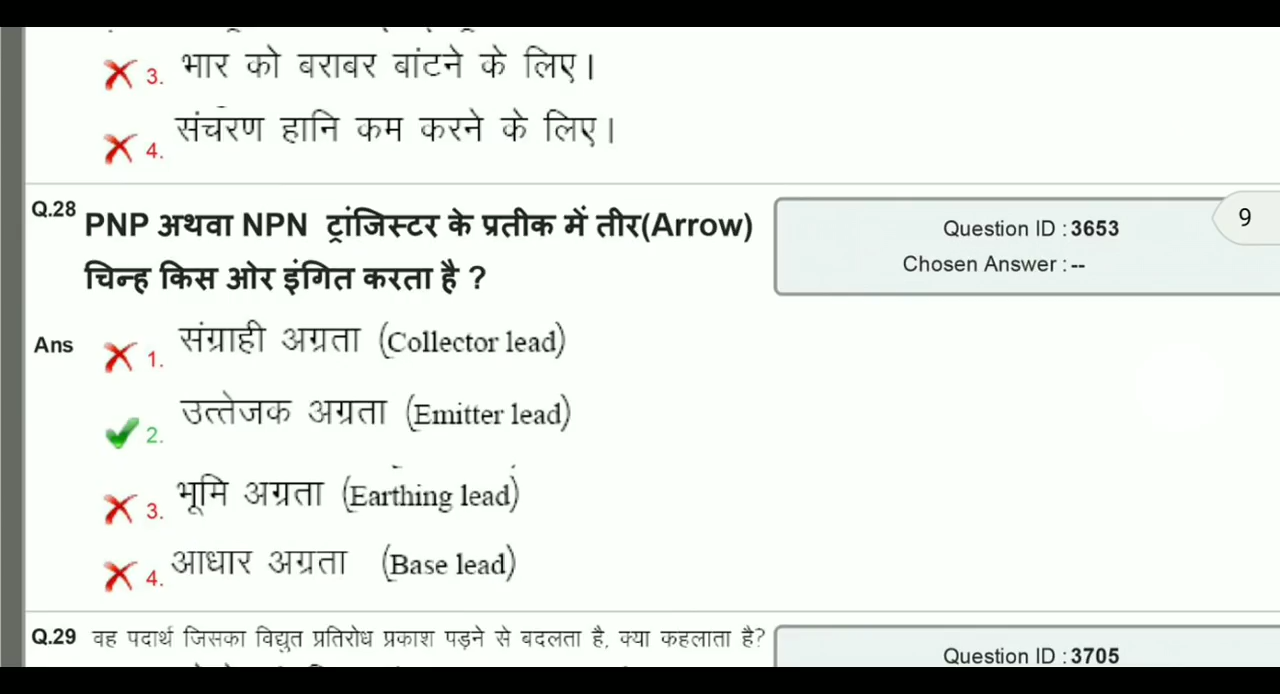 3. भार को बराबर बांटने के लिए।
4. संचरण हानि कम करने के लिए।
Q.28 PNP अथवा NPN ट्रांजिस्टर के प्रतीक में तीर(Arrow)
चिन्ह किस ओर इंगित करता है ?
Question ID : 3653
Chosen Answer : --
9
Ans 1. संग्राही अग्रता (Collector lead)
2. उत्तेजक अग्रता (Emitter lead)
3. भूमि अग्रता (Earthing lead)
4. आधार अग्रता (Base lead)
Q.29 वह पदार्थ जिसका विद्युत प्रतिरोध प्रकाश पड़ने से बदलता है, क्या कहलाता है?
Question ID : 3705